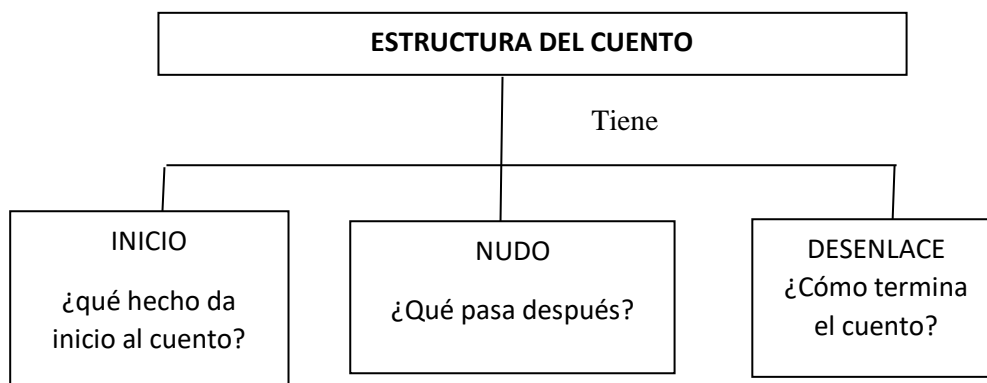 ESTRUCTURA DEL CUENTO
Tiene
INICIO
¿qué hecho da
inicio al cuento?
NUDO
¿Qué pasa después?
DESENLACE
¿Cómo termina
el cuento?